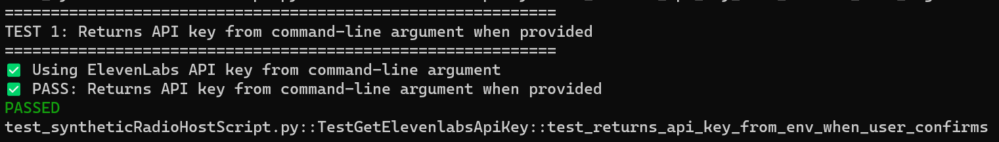 ============================================================
TEST 1: Returns API key from command-line argument when provided
============================================================
✅ Using ElevenLabs API key from command-line argument
✅ PASS: Returns API key from command-line argument when provided
PASSED
test_syntheticRadioHostScript.py::TestGetElevenlabsApiKey::test_returns_api_key_from_env_when_user_confirms